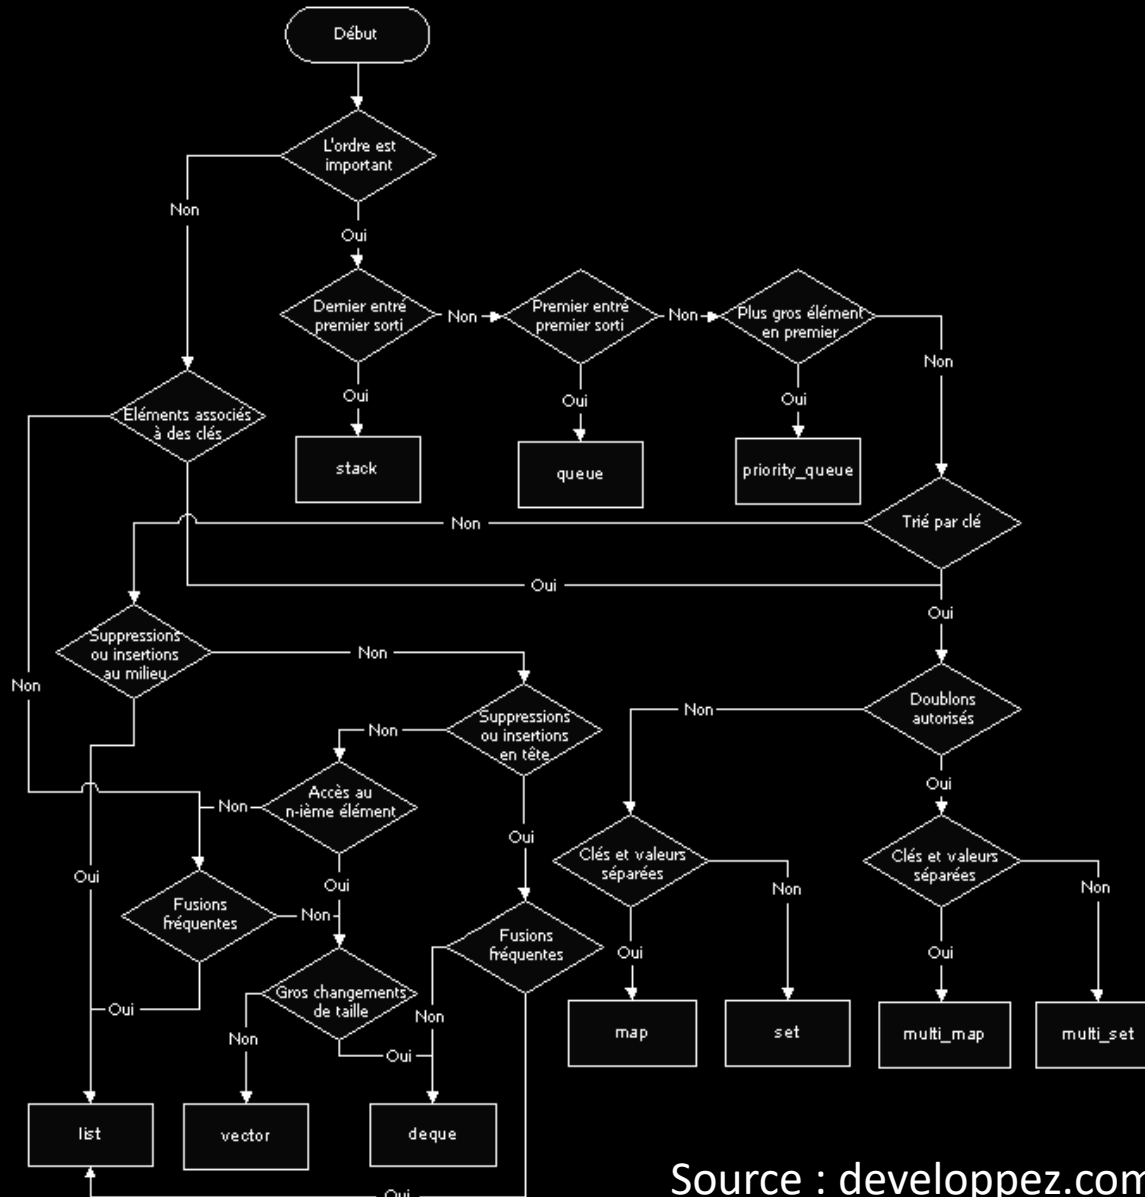 Début
L'ordre est
important
Non
Oui
Dernier entré
premier sorti
Non
Premier entré
premier sorti
Non
Plus gros élément
en premier
Non
Oui
Oui
Oui
Eléments associés
à des clés
stack
queue
priority_queue
Non
Trié par clé
Oui
Oui
Suppressions
ou insertions
au milieu
Non
Non
Suppressions
ou insertions
en tête
Non
Doublons
autorisés
Non
Accès au
n-ième élément
Non
Oui
Oui
Clés et valeurs
séparées
Clés et valeurs
séparées
Oui
Oui
Non
Non
Fusions
fréquentes
Non
Fusions
fréquentes
Oui
Oui
Gros changements
de taille
Oui
Non
Non
Oui
map
set
multi_map
multi_set
list
vector
deque
Oui
Source : developpez.com